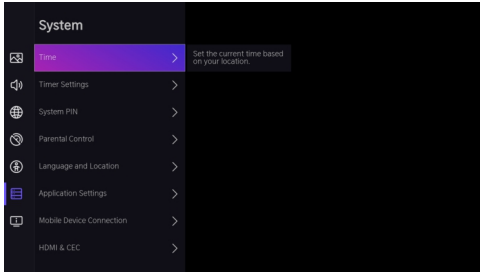 System
Time
Set the current time based
on your location.
Timer Settings
System PIN
Parental Control
Language and Location
Application Settings
Mobile Device Connection
HDMI & CEC